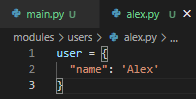 main.py alex.py
modules > users > alex.py > ...
1 user = {
2 "name": 'Alex'
3 }